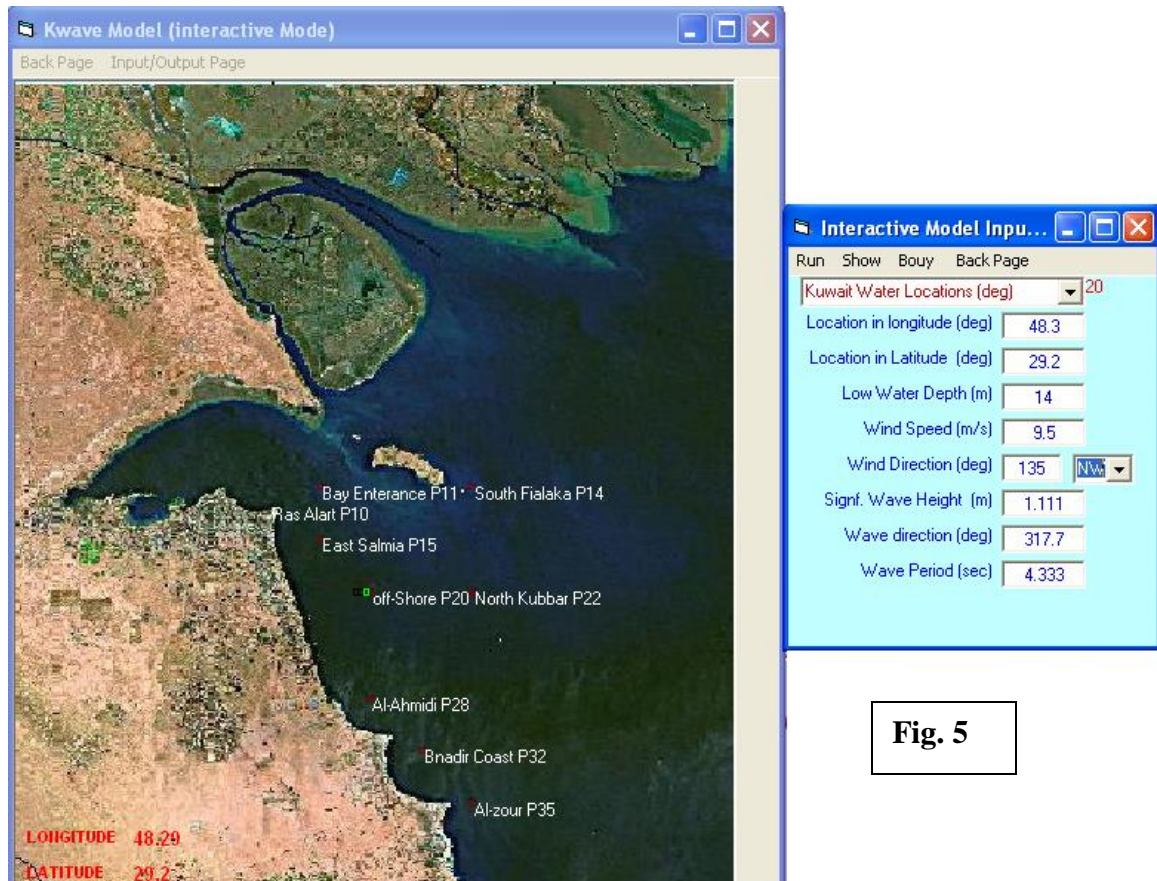 Kwave Model (interactive Mode)
Back Page Input/Output Page
Bay Enterance P11
South Fialaka P14
Ras Alart P10
East Salmia P15
off-Shore P20
North Kubbar P22
Al-Ahmidi P28
Bnadir Coast P32
Al-zour P35
LONGITUDE 48.29
LATITUDE 29.2
Interactive Model Inpu...
Run Show Bouy Back Page
Kuwait Water Locations (deg) 20
Location in longitude (deg) 48.3
Location in Latitude (deg) 29.2
Low Water Depth (m) 14
Wind Speed (m/s) 9.5
Wind Direction (deg) 135 NW
Signf. Wave Height (m) 1.111
Wave direction (deg) 317.7
Wave Period (sec) 4.333
Fig. 5